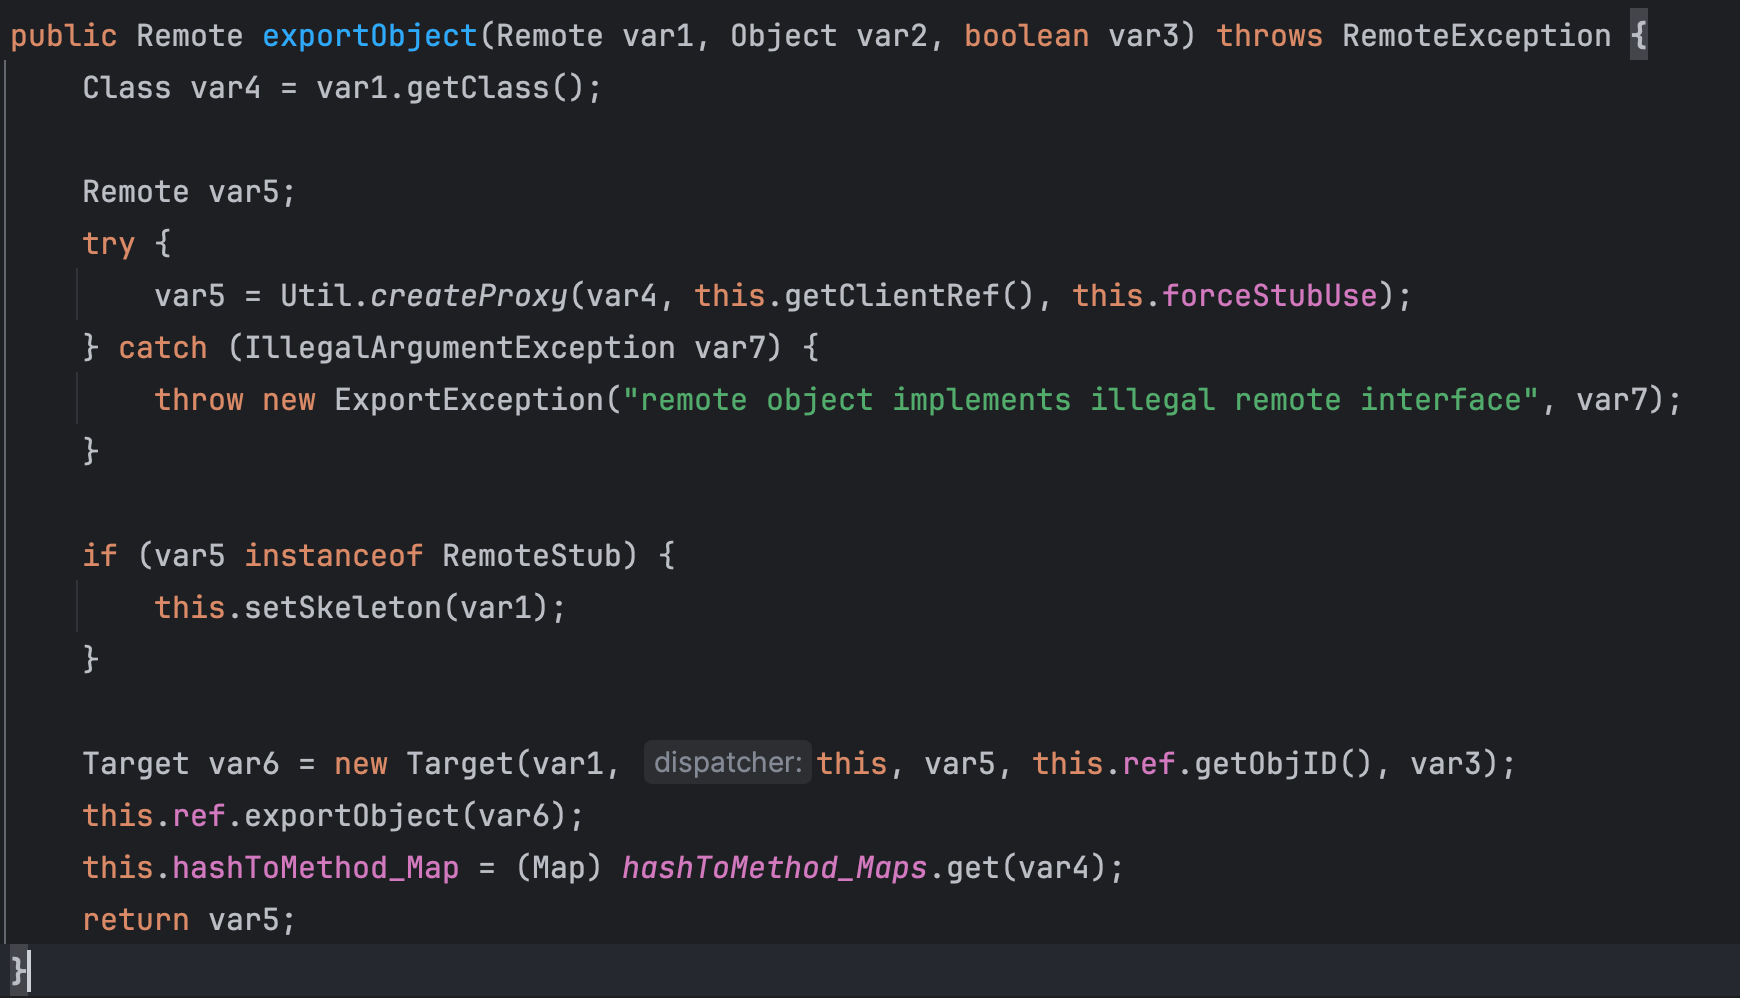 public Remote exportObject(Remote var1, Object var2, boolean var3) throws RemoteException {
    Class var4 = var1.getClass();

    Remote var5;
    try {
        var5 = Util.createProxy(var4, this.getClientRef(), this.forceStubUse);
    } catch (IllegalArgumentException var7) {
        throw new ExportException("remote object implements illegal remote interface", var7);
    }

    if (var5 instanceof RemoteStub) {
        this.setSkeleton(var1);
    }

    Target var6 = new Target(var1, dispatcher: this, var5, this.ref.getObjID(), var3);
    this.ref.exportObject(var6);
    this.hashToMethod_Map = (Map) hashToMethod_Maps.get(var4);
    return var5;
}